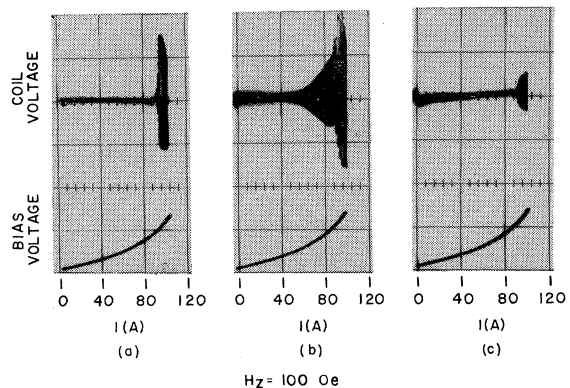 COIL VOLTAGE
BIAS VOLTAGE
0 40 80 120
0 40 80 120
0 40 80 120
I(A)
I(A)
I(A)
(a)
(b)
(c)
Hz = 100 Oe